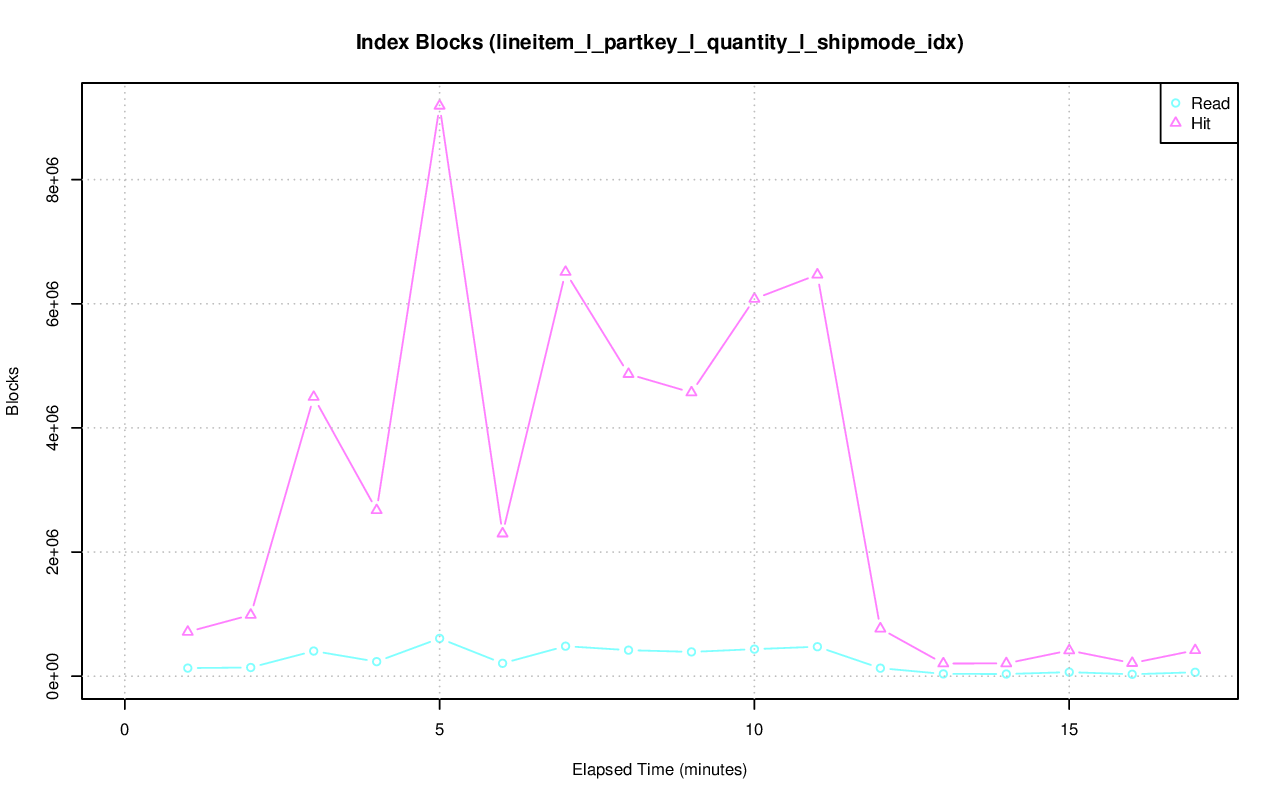 Index Blocks (lineitem_l_partkey_l_quantity_l_shipmode_idx)
Read
Hit
Blocks
8e+06
6e+06
4e+06
2e+06
0e+00
0
5
10
15
Elapsed Time (minutes)